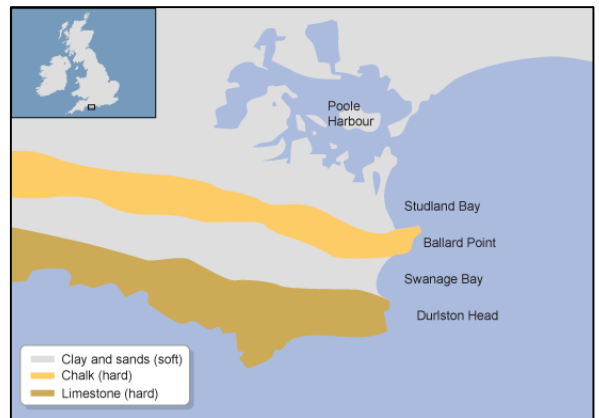 Poole
Harbour
Studland Bay
Ballard Point
Swanage Bay
Durlston Head
Clay and sands (soft)
Chalk (hard)
Limestone (hard)